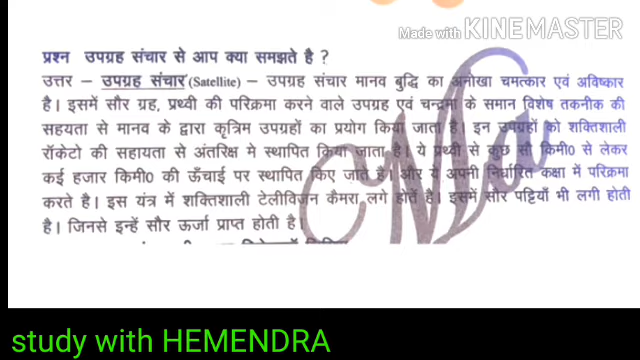 Made with KINEMASTER
प्रश्न उपग्रह संचार से आप क्या समझते है ?
उत्तर – उपग्रह संचार (Satellite) – उपग्रह संचार मानव बुद्धि का अनोखा चमत्कार एवं अविष्कार
है। इसमें सौर ग्रह, प्रथ्वी की परिक्रमा करने वाले उपग्रह एवं चन्द्रमा के समान विशेष तकनीक की
सहयता से मानव के द्वारा कृत्रिम उपग्रहों का प्रयोग किया जाता है। इन उपग्रहों को शक्तिशाली
रॉकेटो की सहायता से अंतरिक्ष मे स्थापित किया जाता है। ये प्रथ्वी से कुछ सौ किमी0 से लेकर
कई हजार किमी0 की ऊँचाई पर स्थापित किए जाते है। और ये अपनी निर्धारित कक्षा में परिक्रमा
करते है। इस यंत्र में शक्तिशाली टेलीविज़न कैमरा लगे होतें है। इसमें सौर पट्टियाँ भी लगी होती
है। जिनसे इन्हें सौर ऊर्जा प्राप्त होती है।
study with HEMENDRA